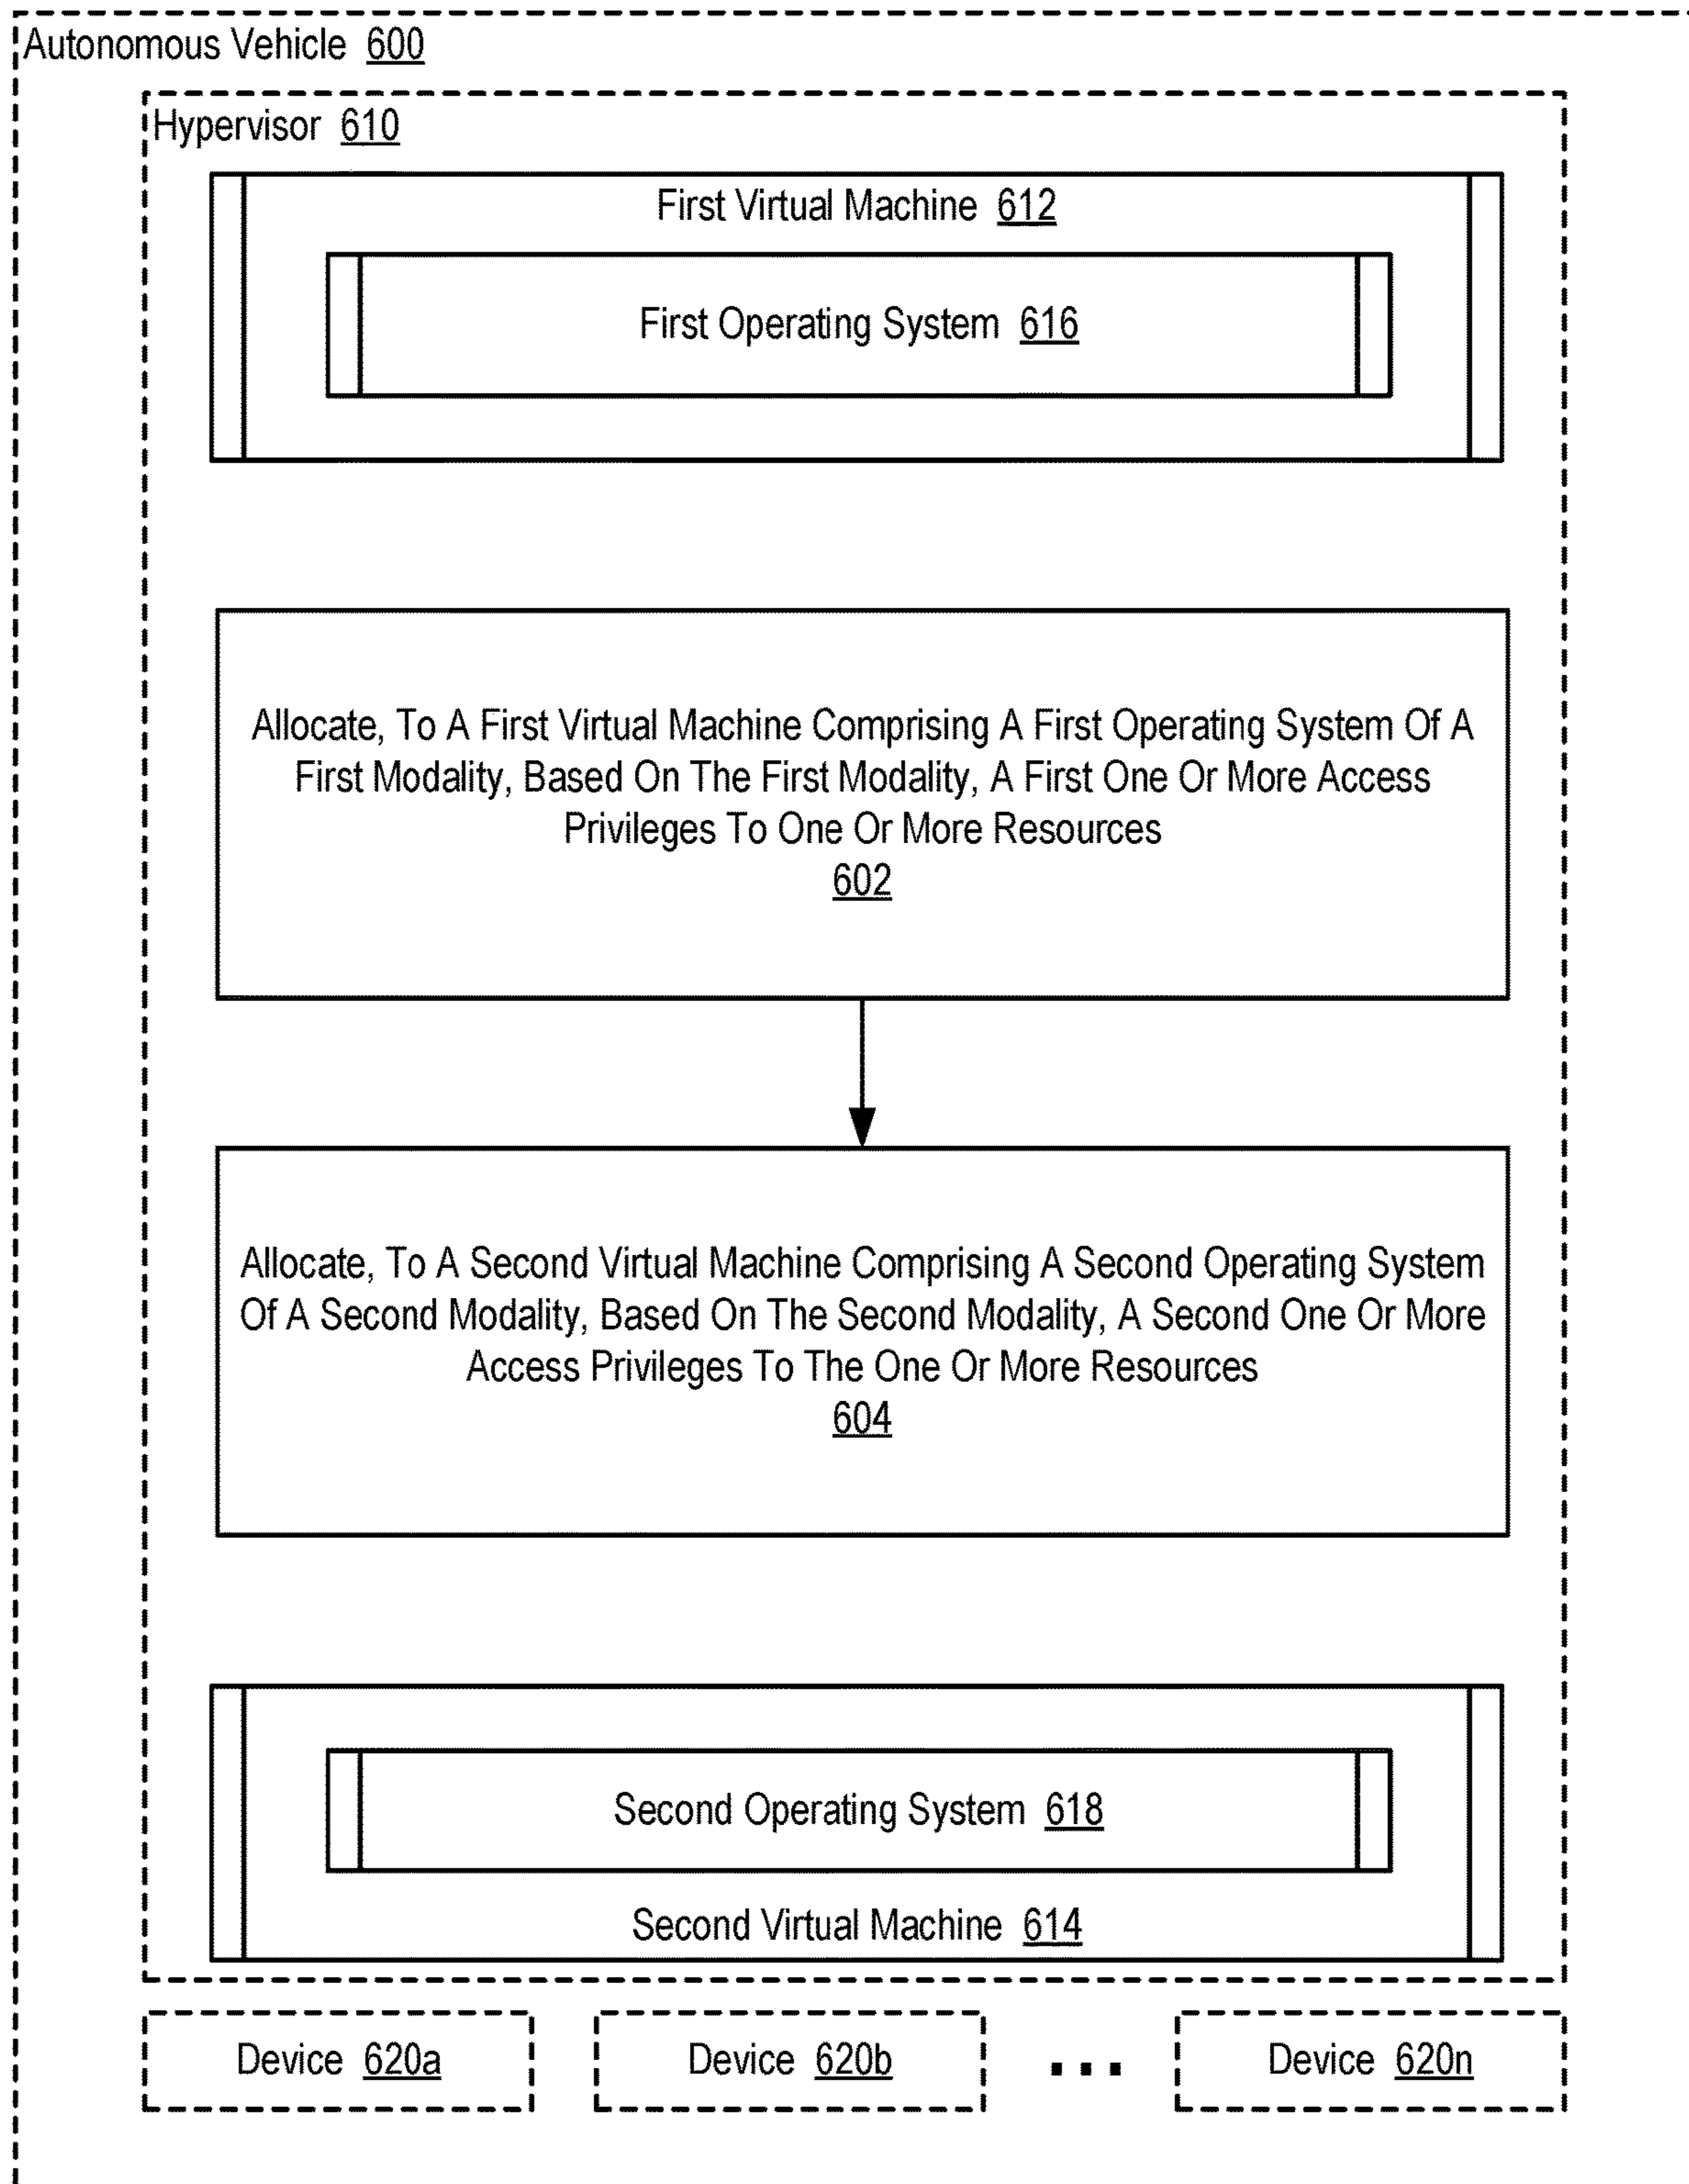 Autonomous Vehicle 600
Hypervisor 610
First Virtual Machine 612
First Operating System 616
Allocate, To A First Virtual Machine Comprising A First Operating System Of A
First Modality, Based On The First Modality, A First One Or More Access
Privileges To One Or More Resources
602
Allocate, To A Second Virtual Machine Comprising A Second Operating System
Of A Second Modality, Based On The Second Modality, A Second One Or More
Access Privileges To The One Or More Resources
604
Second Operating System 618
Second Virtual Machine 614
Device 620a Device 620b ... Device 620n